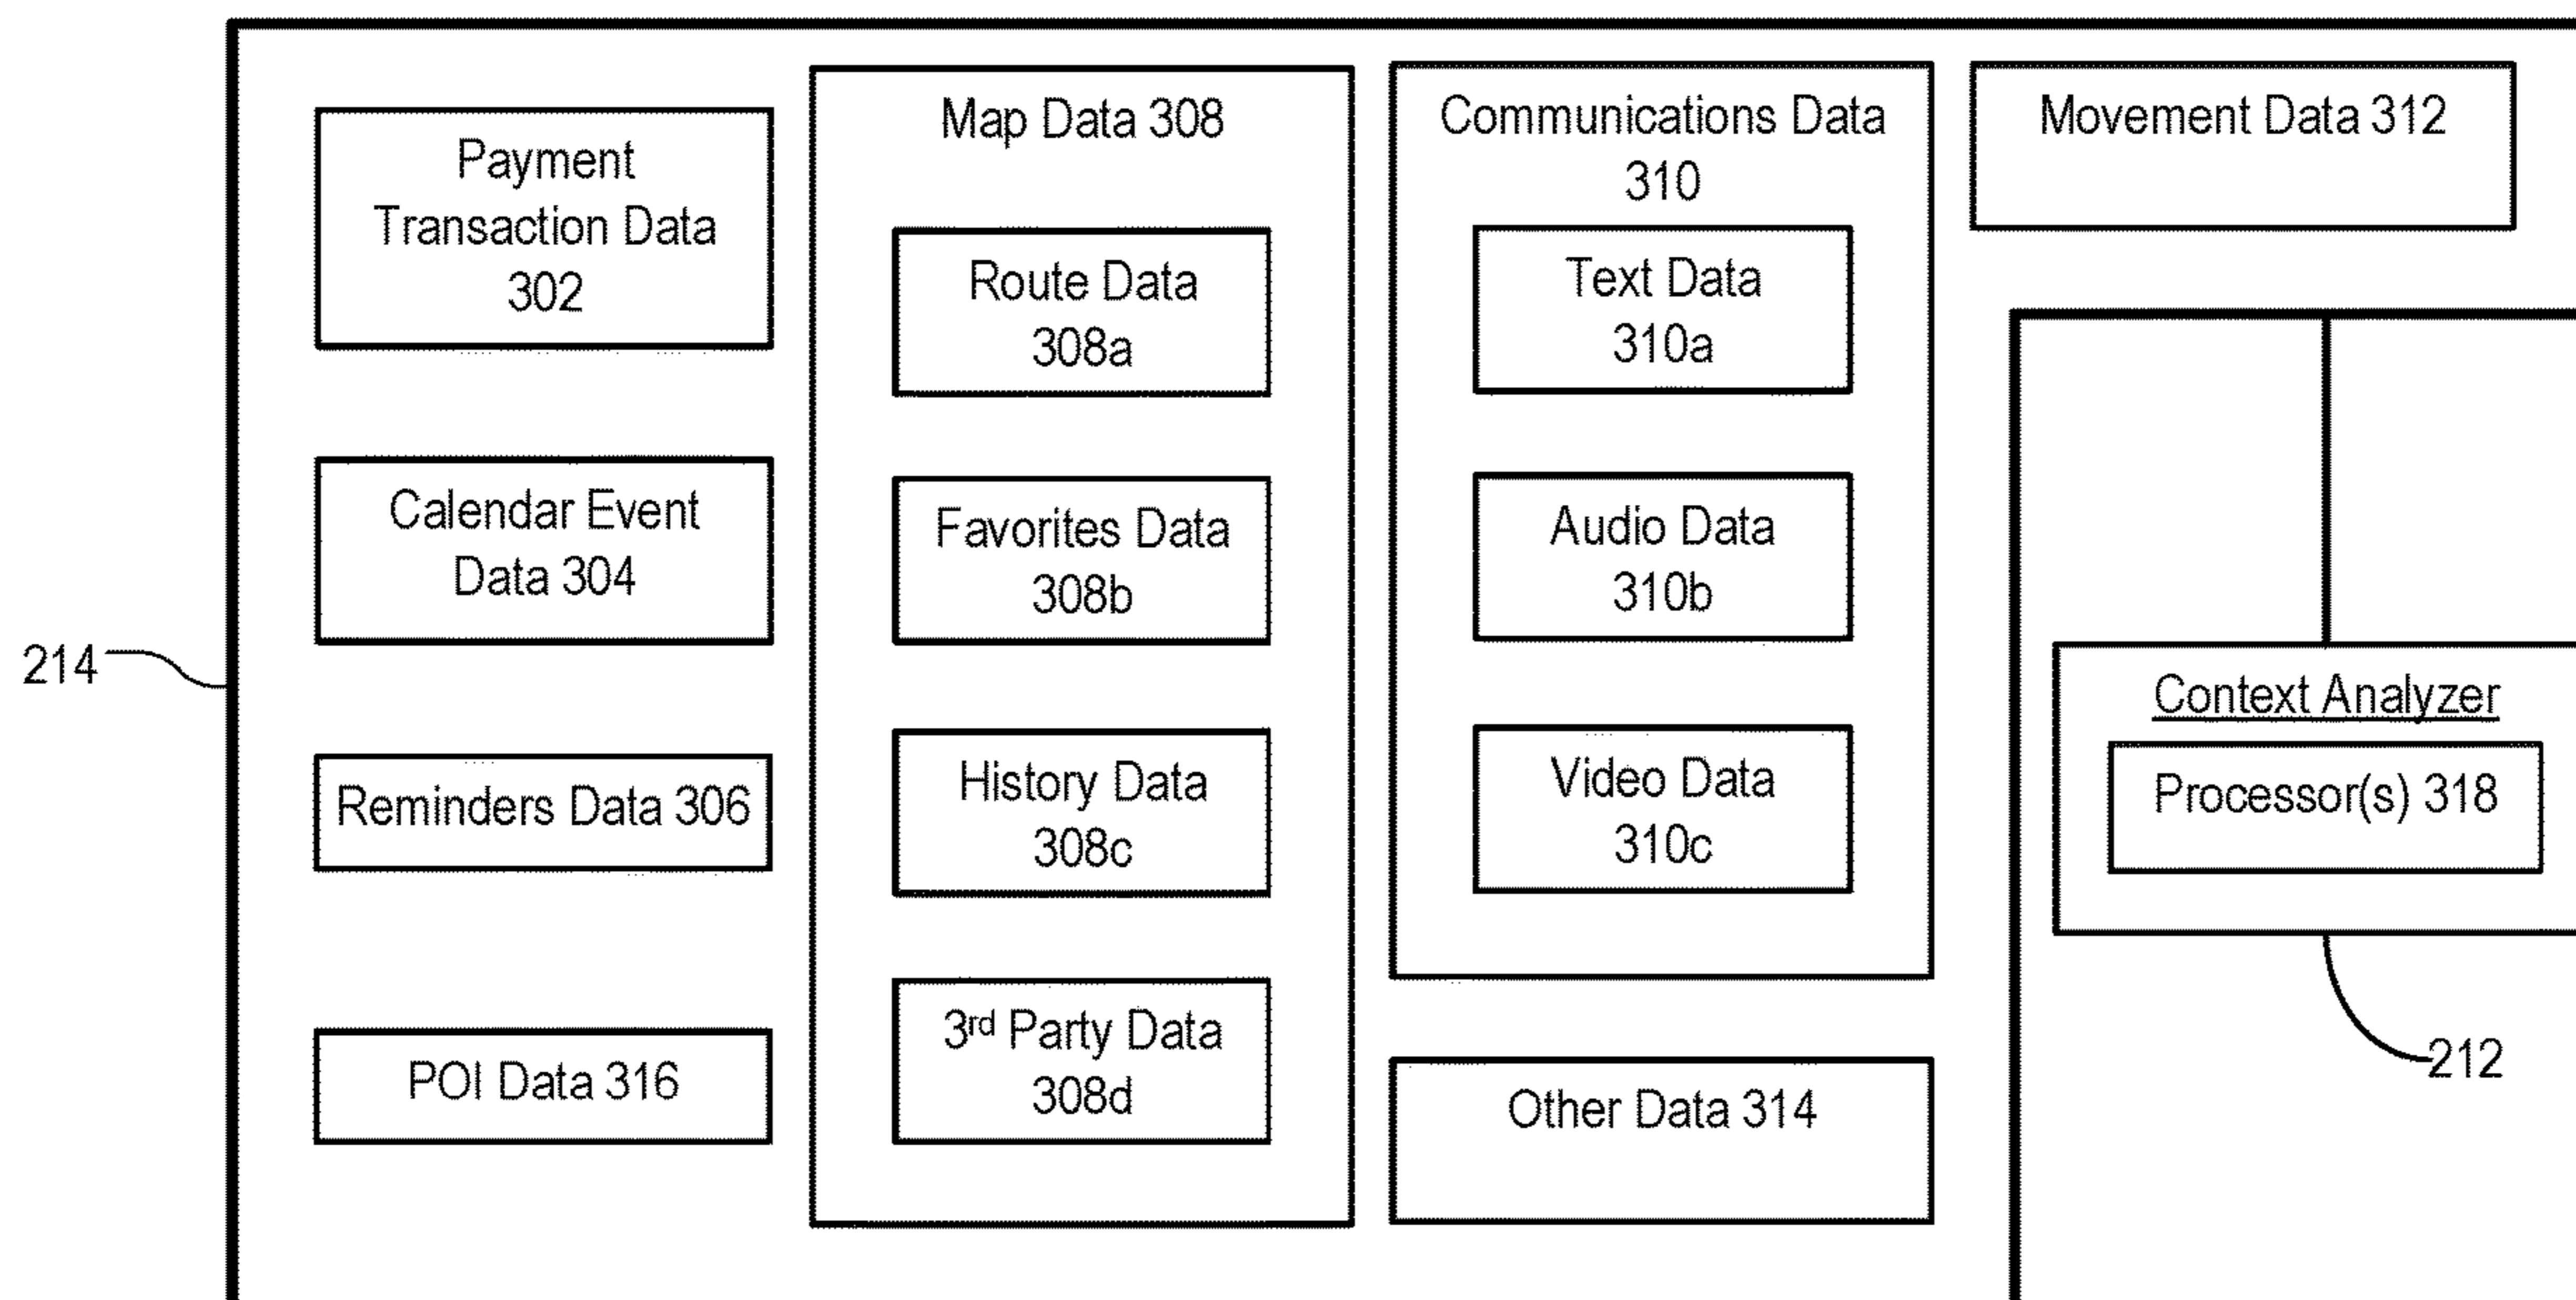 Payment
Transaction Data
302
Calendar Event
Data 304
Reminders Data 306
POI Data 316
214
Map Data 308
Route Data
308a
Favorites Data
308b
History Data
308c
3rd Party Data
308d
Communications Data
310
Text Data
310a
Audio Data
310b
Video Data
310c
Other Data 314
Movement Data 312
Context Analyzer
Processor(s) 318
212